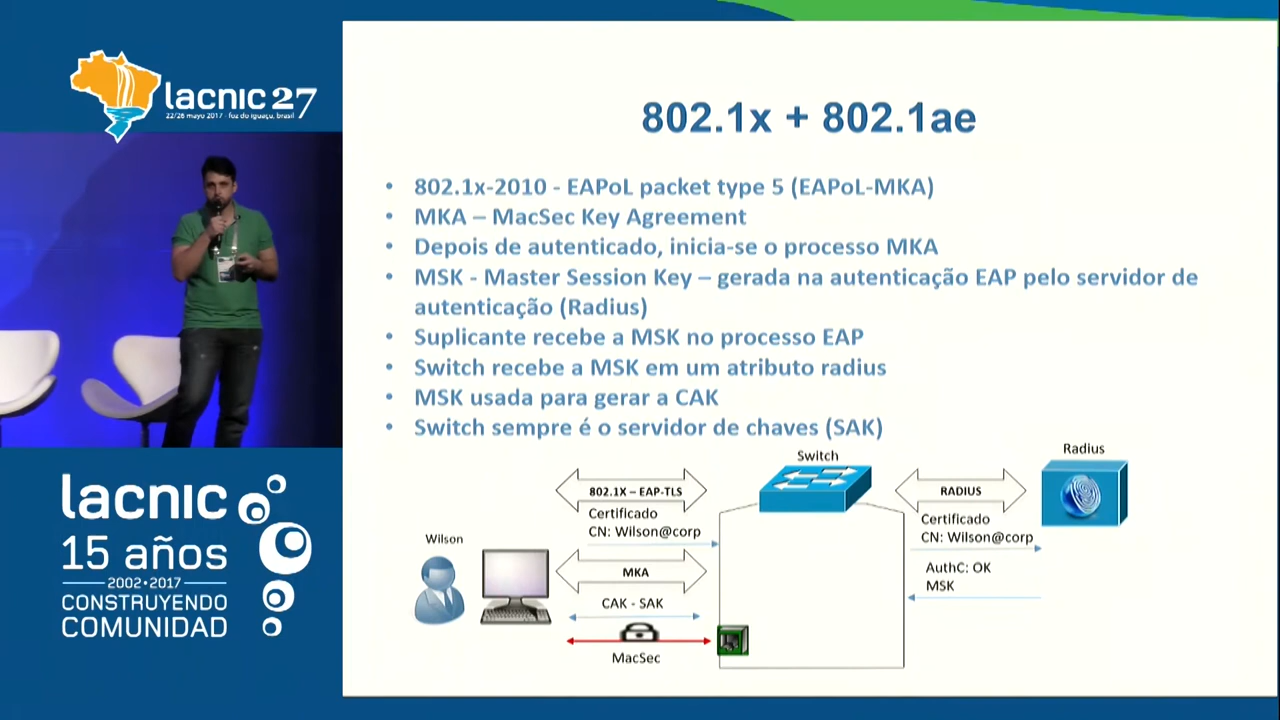 lacnic 27
22/26 mayo 2017 - foz do iguaçu, brasil
802.1x + 802.1ae
• 802.1x-2010 - EAPoL packet type 5 (EAPoL-MKA)
• MKA – MacSec Key Agreement
• Depois de autenticado, inicia-se o processo MKA
• MSK - Master Session Key – gerada na autenticação EAP pelo servidor de
autenticação (Radius)
• Suplicante recebe a MSK no processo EAP
• Switch recebe a MSK em um atributo radius
• MSK usada para gerar a CAK
• Switch sempre é o servidor de chaves (SAK)
Switch
Radius
802.1X – EAP-TLS
RADIUS
Certificado
CN: Wilson@corp
Certificado
CN: Wilson@corp
Wilson
MKA
AuthC: OK
MSK
CAK - SAK
MacSec
lacnic
15 años
2002•2017
CONSTRUYENDO
COMUNIDAD